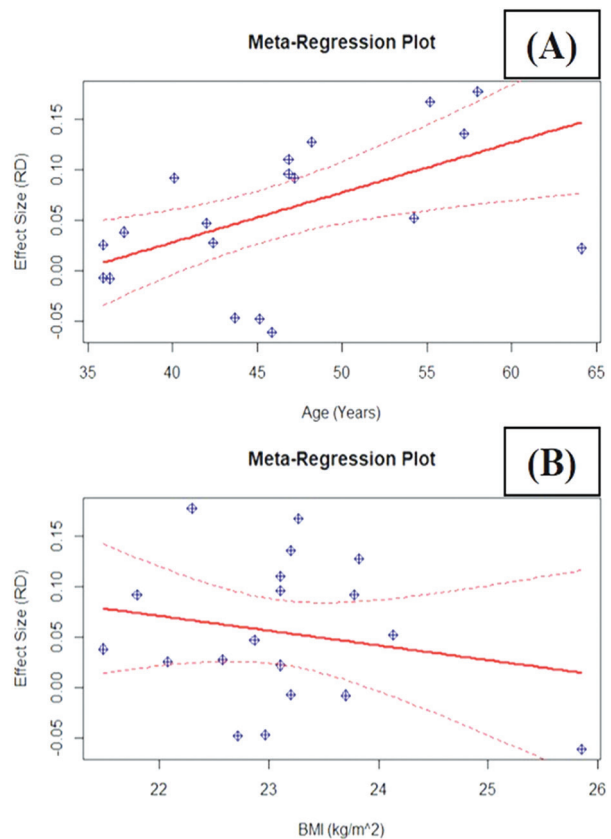 Meta-Regression Plot
(A)
Effect Size (RD)
0.15
0.10
0.05
0.00
-0.05
35 40 45 50 55 60 65
Age (Years)
Meta-Regression Plot
(B)
Effect Size (RD)
0.15
0.10
0.05
0.00
-0.05
22 23 24 25 26
BMI (kg/m^2)